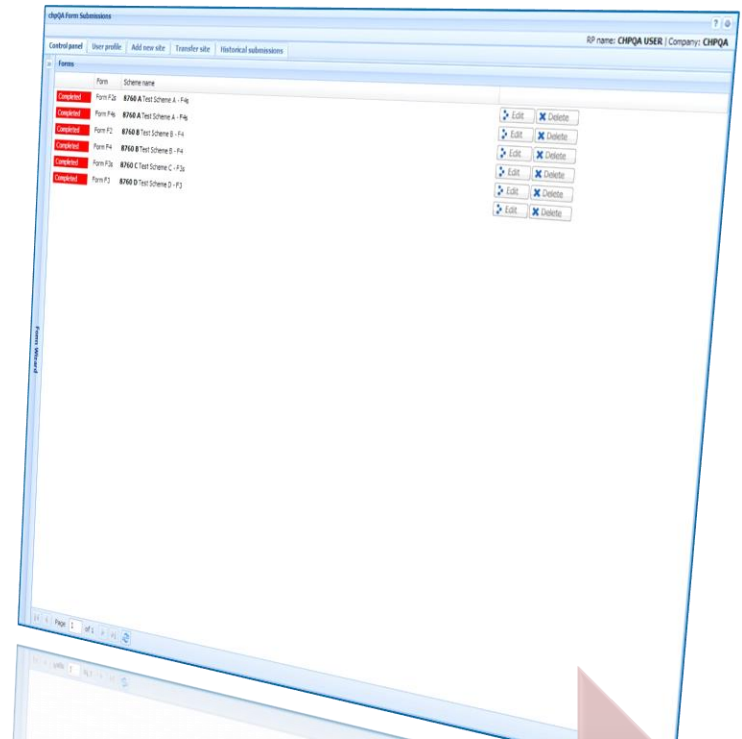 chpQA Form Submissions
?
RP name: CHPQA USER | Company: CHPQA
Control panel User profile Add new site Transfer site Historical submissions
Forms
Form Scheme name
Completed Form F2s 8760 A Test Scheme A - F4s Edit Delete
Completed Form F4s 8760 A Test Scheme A - F4s Edit Delete
Completed Form F2 8760 B Test Scheme B - F4 Edit Delete
Completed Form F4 8760 B Test Scheme B - F4 Edit Delete
Completed Form F3s 8760 C Test Scheme C - F3s Edit Delete
Completed Form F3 8760 D Test Scheme D - F3 Edit Delete
Form Wizard
Page 1 of 1